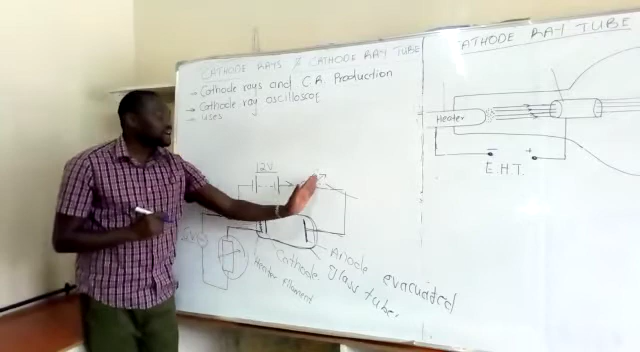 CATHODE RAYS & CATHODE RAY TUBE
→ Cathode rays and C R Production
→ Cathode ray oscilloscope
→ uses
12V
Cathode
Anode evacuated
glass tube.
Heater filament
CATHODE RAY TUBE
Heater
- +
E.H.T.